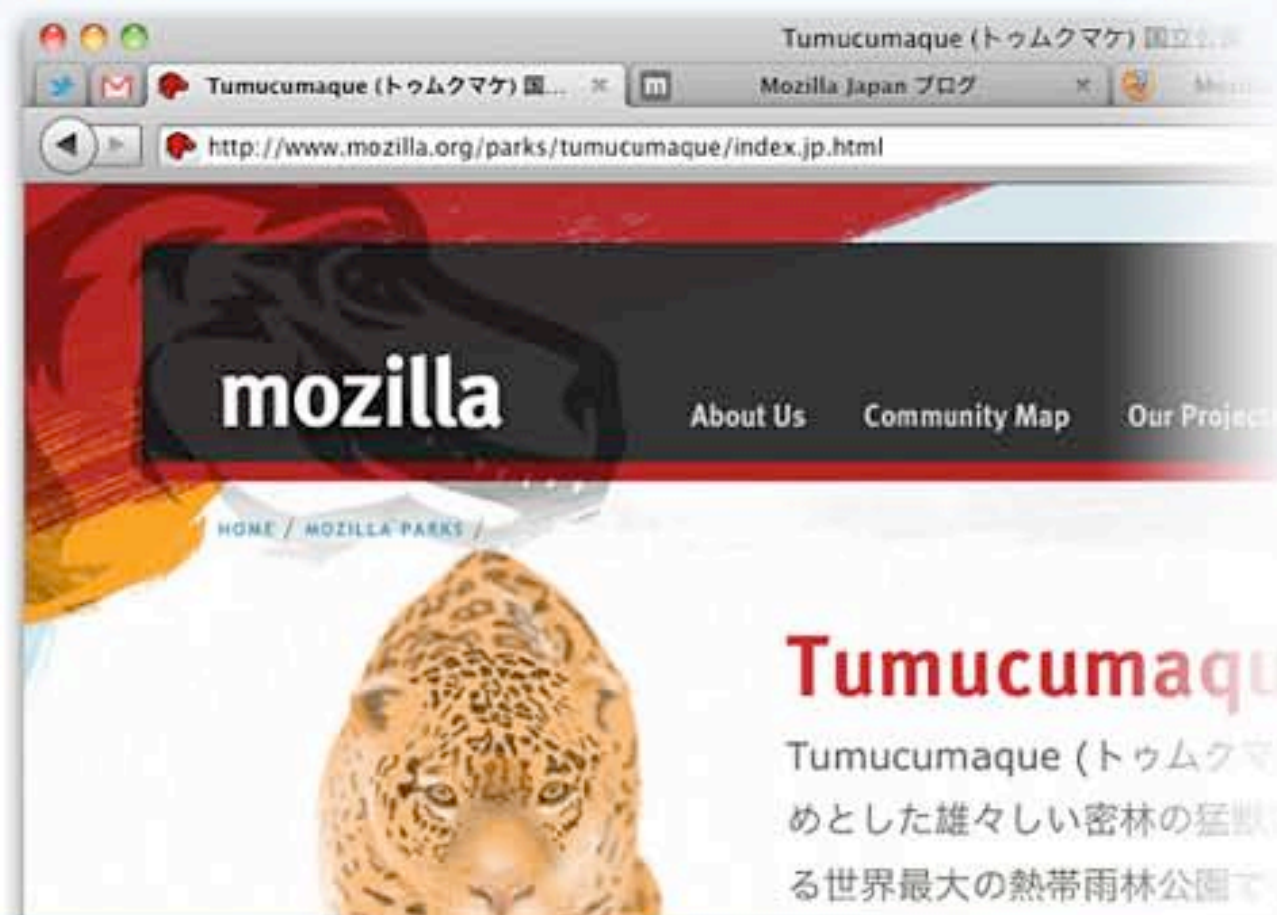 Tumucumaque (トゥムクマケ) 国立公
Tumucumaque (トゥムクマケ) 国...
m Mozilla Japan ブログ
http://www.mozilla.org/parks/tumucumaque/index.jp.html
mozilla
About Us Community Map Our Project
HOME / MOZILLA PARKS /
Tumucumaqu
Tumucumaque (トゥムクマ
めとした雄々しい密林の猛獣
る世界最大の熱帯雨林公園で